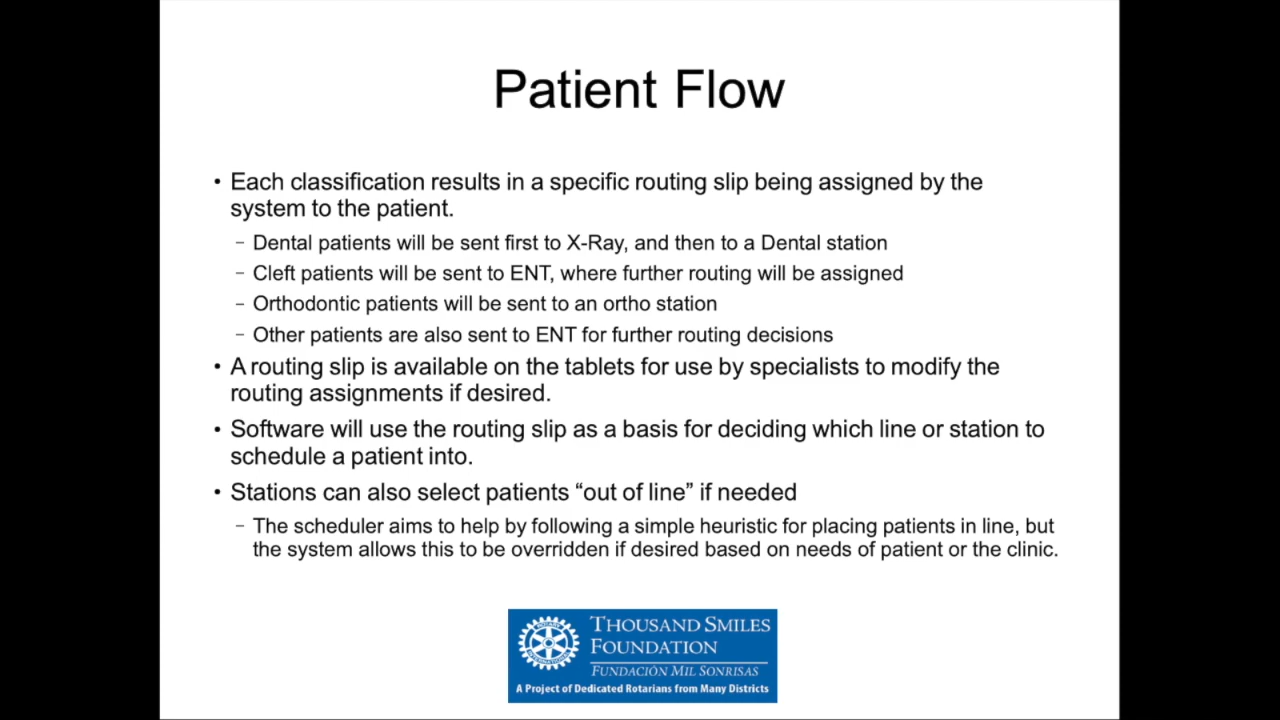 Patient Flow
• Each classification results in a specific routing slip being assigned by the
system to the patient.
– Dental patients will be sent first to X-Ray, and then to a Dental station
– Cleft patients will be sent to ENT, where further routing will be assigned
– Orthodontic patients will be sent to an ortho station
– Other patients are also sent to ENT for further routing decisions
• A routing slip is available on the tablets for use by specialists to modify the
routing assignments if desired.
• Software will use the routing slip as a basis for deciding which line or station to
schedule a patient into.
• Stations can also select patients “out of line” if needed
– The scheduler aims to help by following a simple heuristic for placing patients in line, but
the system allows this to be overridden if desired based on needs of patient or the clinic.
ROTARY
INTERNATIONAL
THOUSAND SMILES
FOUNDATION
FUNDACIÓN MIL SONRISAS
A Project of Dedicated Rotarians from Many Districts